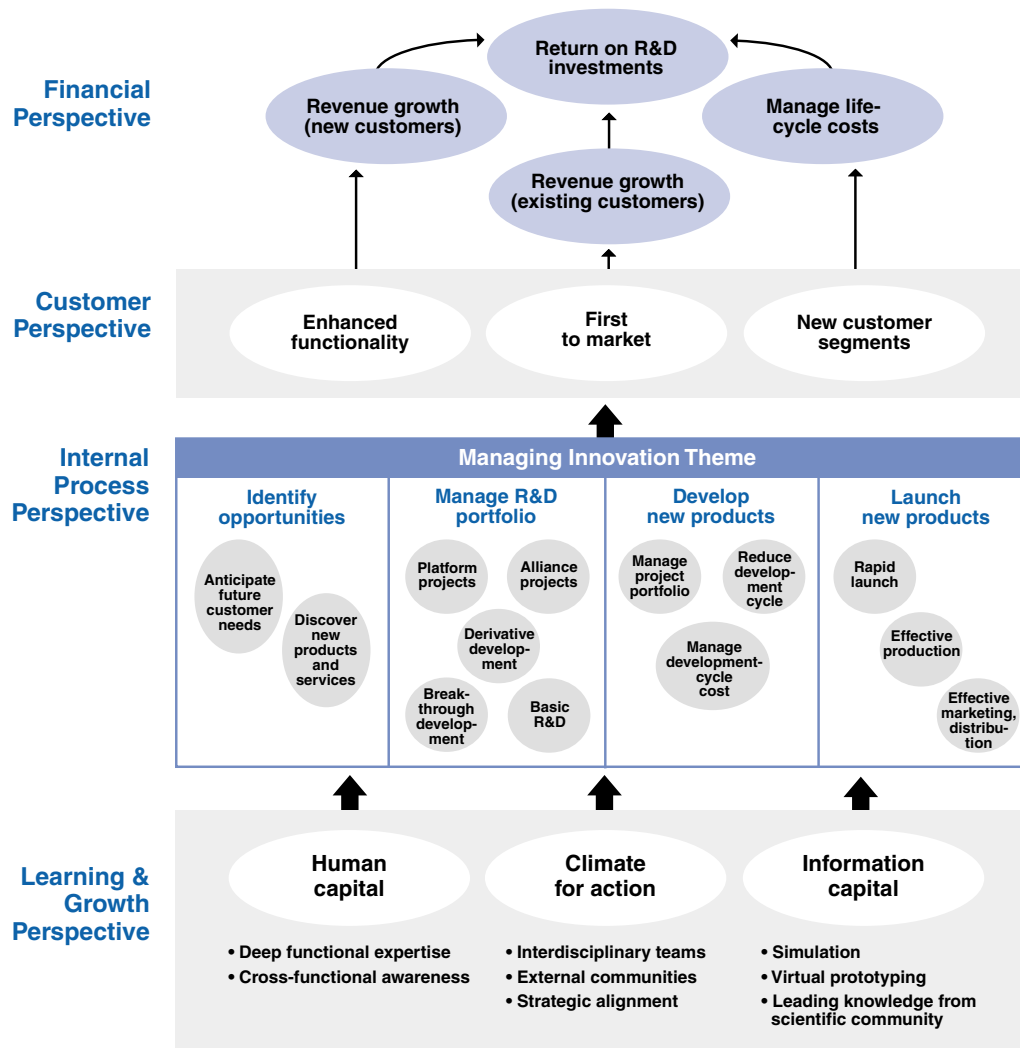 Financial
Perspective
Return on R&D
investments
Revenue growth
(new customers)
Manage life-
cycle costs
Revenue growth
(existing customers)
Customer
Perspective
Enhanced
functionality
First
to market
New customer
segments
Internal
Process
Perspective
Managing Innovation Theme
Identify
opportunities
Anticipate
future
customer
needs
Discover
new
products
and
services
Manage R&D
portfolio
Platform
projects
Alliance
projects
Derivative
develop-
ment
Break-
through
develop-
ment
Basic
R&D
Develop
new products
Manage
project
portfolio
Reduce
develop-
ment
cycle
Manage
development-
cycle
cost
Launch
new products
Rapid
launch
Effective
production
Effective
marketing,
distribu-
tion
Learning &
Growth
Perspective
Human
capital
• Deep functional expertise
• Cross-functional awareness
Climate
for action
• Interdisciplinary teams
• External communities
• Strategic alignment
Information
capital
• Simulation
• Virtual prototyping
• Leading knowledge from
scientific community